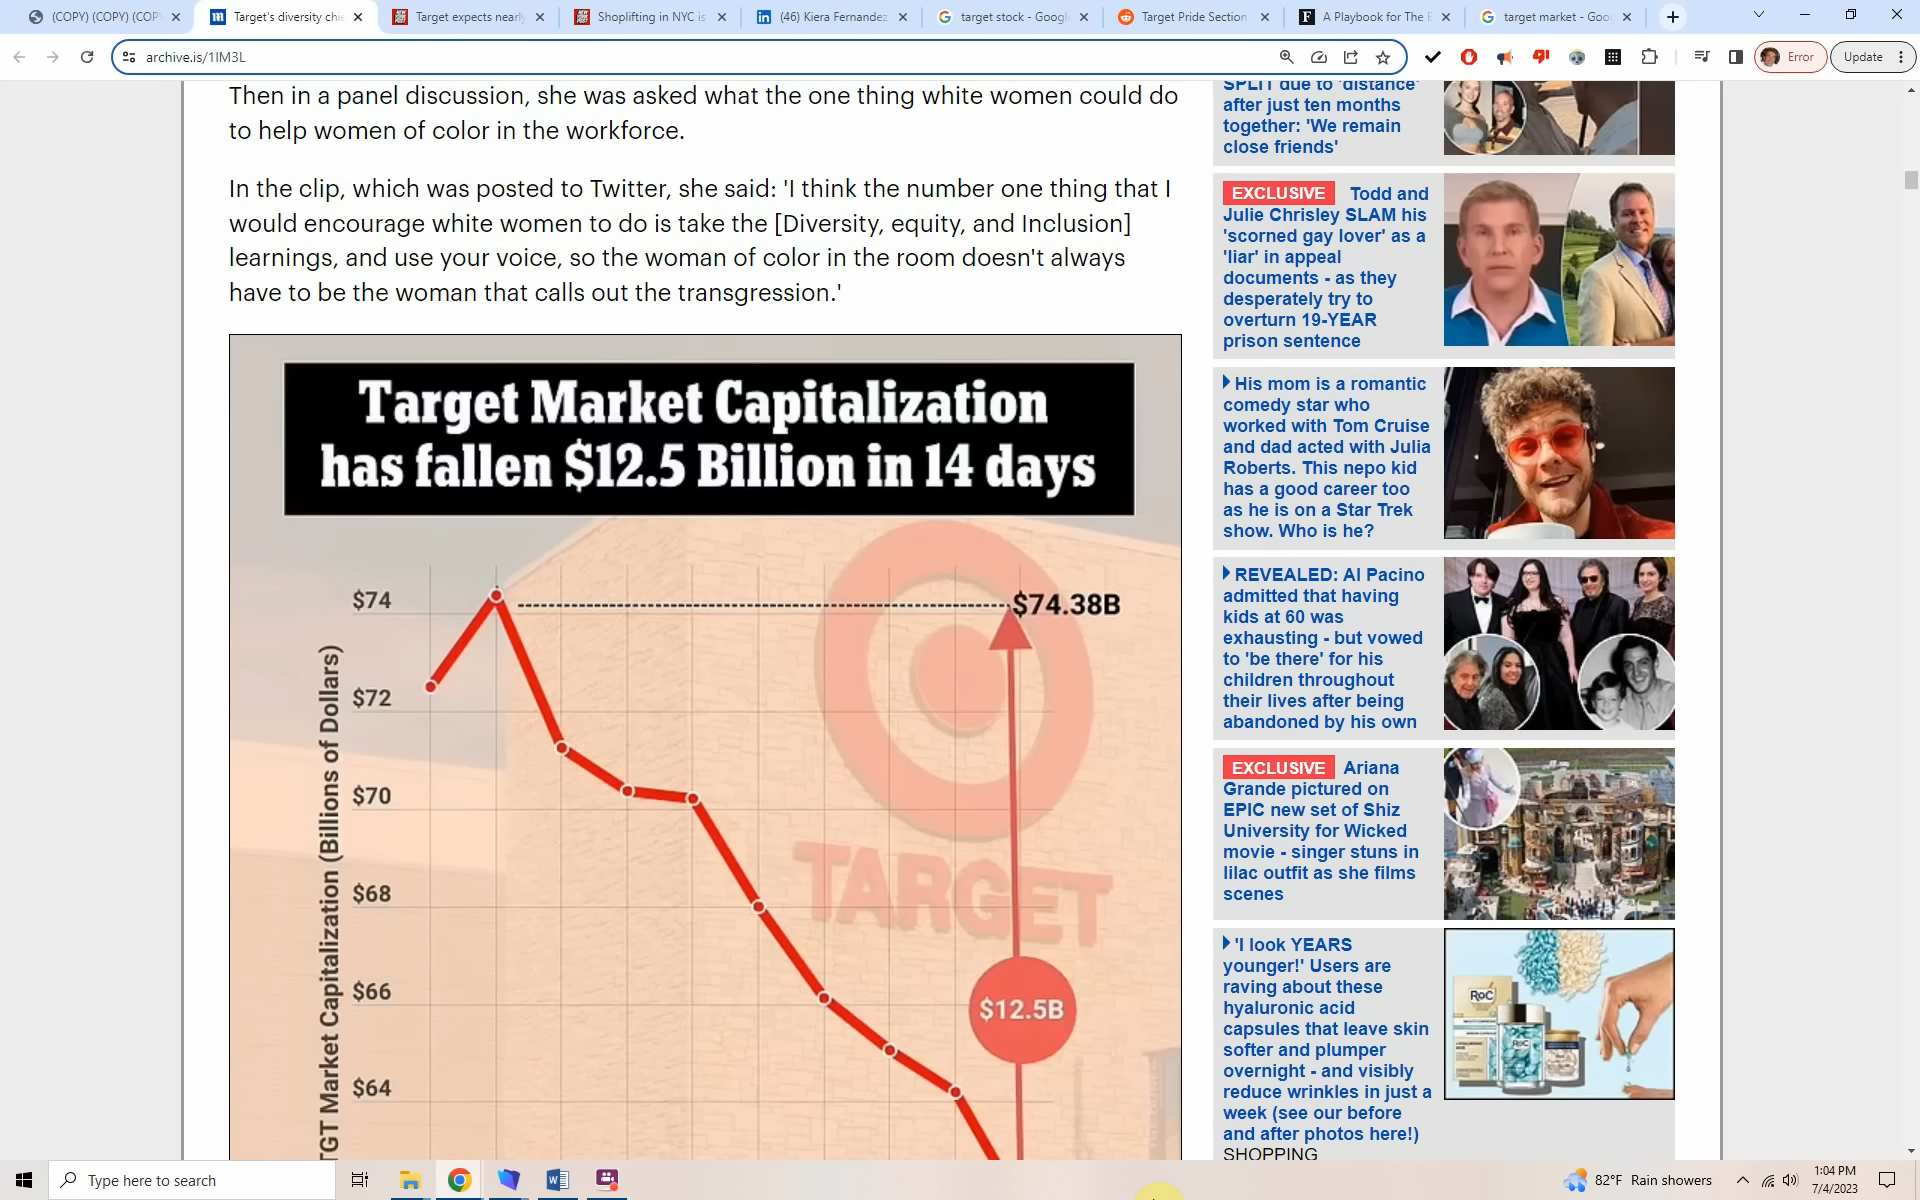 (COPY) (COPY) (COP
Target's diversity chie
Target expects nearly
Shoplifting in NYC is
(46) Kiera Fernandez
target stock - Googl
Target Pride Section
A Playbook for The B
target market - Goo
archive.is/1IM3L
Error
Update
Then in a panel discussion, she was asked what the one thing white women could do
to help women of color in the workforce.
In the clip, which was posted to Twitter, she said: 'I think the number one thing that I
would encourage white women to do is take the [Diversity, equity, and Inclusion]
learnings, and use your voice, so the woman of color in the room doesn't always
have to be the woman that calls out the transgression.'
Target Market Capitalization
has fallen $12.5 Billion in 14 days
TGT Market Capitalization (Billions of Dollars)
$74
$72
$70
$68
$66
$64
$74.38B
TARGET
$12.5B
SPLIT due to 'distance'
after just ten months
together: 'We remain
close friends'
EXCLUSIVE Todd and
Julie Chrisley SLAM his
'scorned gay lover' as a
'liar' in appeal
documents - as they
desperately try to
overturn 19-YEAR
prison sentence
His mom is a romantic
comedy star who
worked with Tom Cruise
and dad acted with Julia
Roberts. This nepo kid
has a good career too
as he is on a Star Trek
show. Who is he?
REVEALED: Al Pacino
admitted that having
kids at 60 was
exhausting - but vowed
to 'be there' for his
children throughout
their lives after being
abandoned by his own
EXCLUSIVE Ariana
Grande pictured on
EPIC new set of Shiz
University for Wicked
movie - singer stuns in
lilac outfit as she films
scenes
'I look YEARS
younger!' Users are
raving about these
hyaluronic acid
capsules that leave skin
softer and plumper
overnight - and visibly
reduce wrinkles in just a
week (see our before
and after photos here!)
SHOPPING
RoC
RoC
Type here to search
82°F Rain showers
1:04 PM
7/4/2023